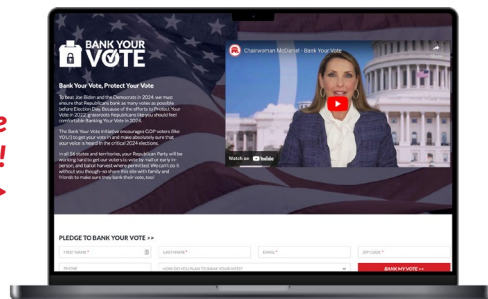 BANK YOUR
VOTE
Chairwoman McDaniel - Bank Your Vote
Bank Your Vote, Protect Your Vote
To beat Joe Biden and the Democrats in 2024, we must
ensure that Republicans bank as many votes as possible
before Election Day. Because of the efforts to Protect Your
Vote in 2022, grassroots Republicans like you should feel
comfortable Banking Your Vote in 2024.
The Bank Your Vote initiative encourages GOP voters (like
YOU!) to get your vote in and make absolutely sure that
your voice is heard in the critical 2024 elections.
In all 56 states and territories, your Republican Party will be
working hard to get our voters to vote by mail or early in-
person, and ballot harvest where permitted. We can't do it
without you though–so share this site with family and
friends to make sure they bank their vote, too!
Watch on YouTube
e
!
PLEDGE TO BANK YOUR VOTE >>
FIRST NAME*
LAST NAME*
EMAIL*
ZIP CODE*
PHONE
HOW DO YOU PLAN TO BANK YOUR VOTE?
BANK MY VOTE >>